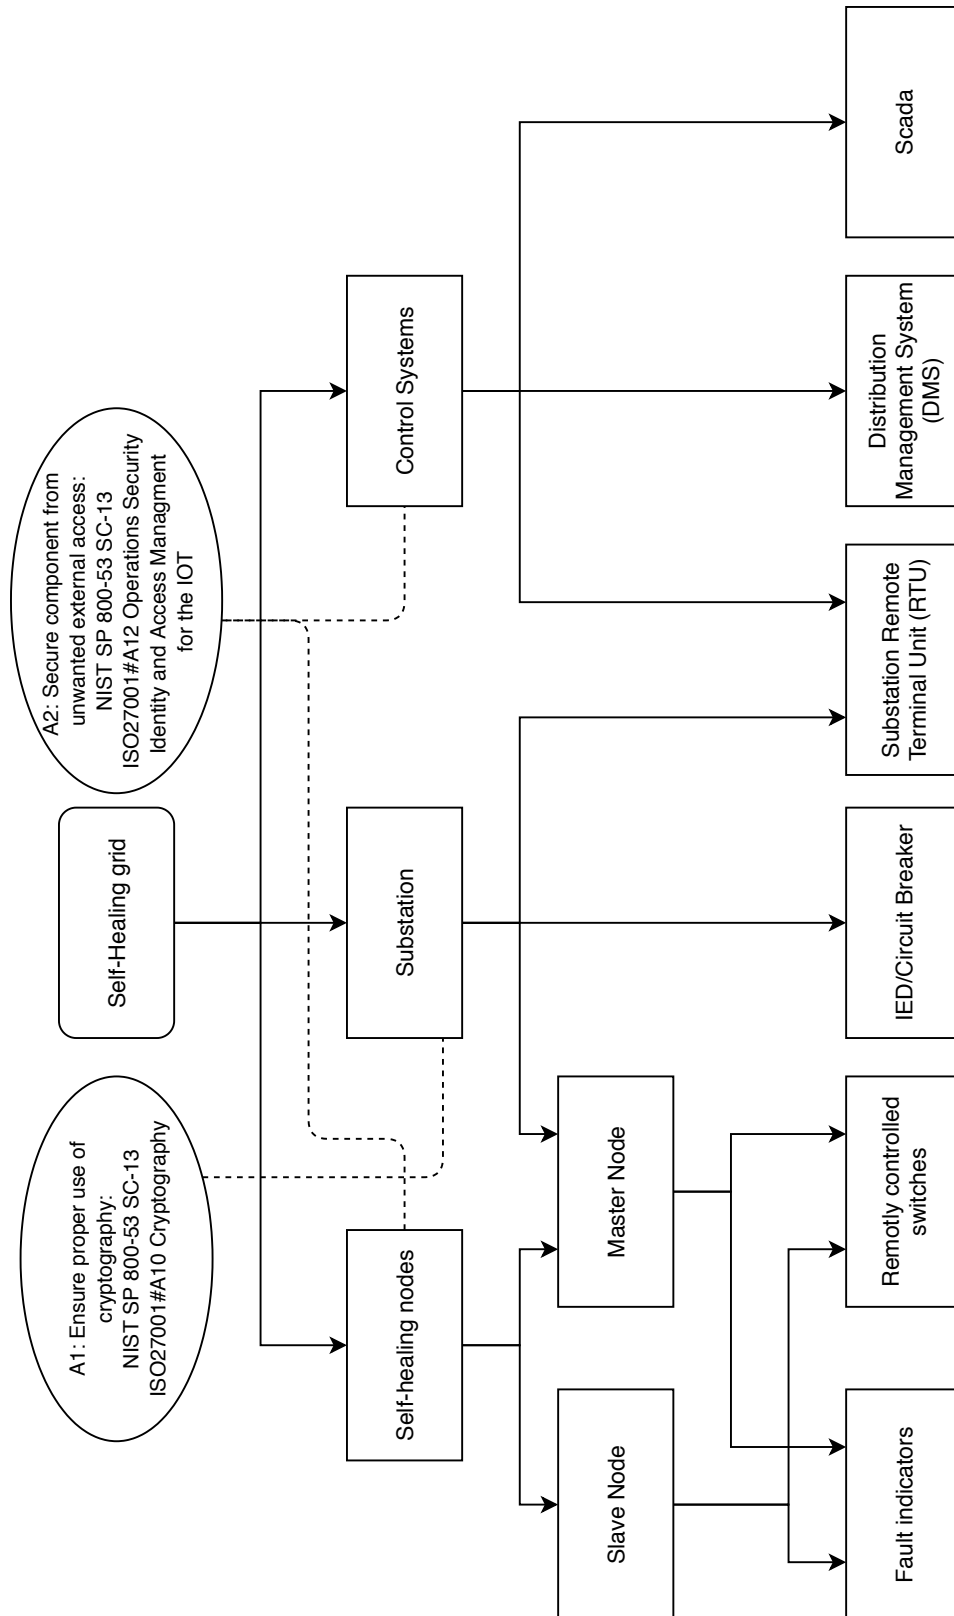 A1: Ensure proper use of
cryptography:
NIST SP 800-53 SC-13
ISO27001#A10 Cryptography
Self-Healing grid
A2: Secure component from
unwanted external access:
NIST SP 800-53 SC-13
ISO27001#A12 Operations Security
Identity and Access Managment
for the IOT
Self-healing nodes
Substation
Control Systems
Slave Node
Master Node
Fault indicators
Remotly controlled
switches
IED/Circuit Breaker
Substation Remote
Terminal Unit (RTU)
Distribution
Management System
(DMS)
Scada